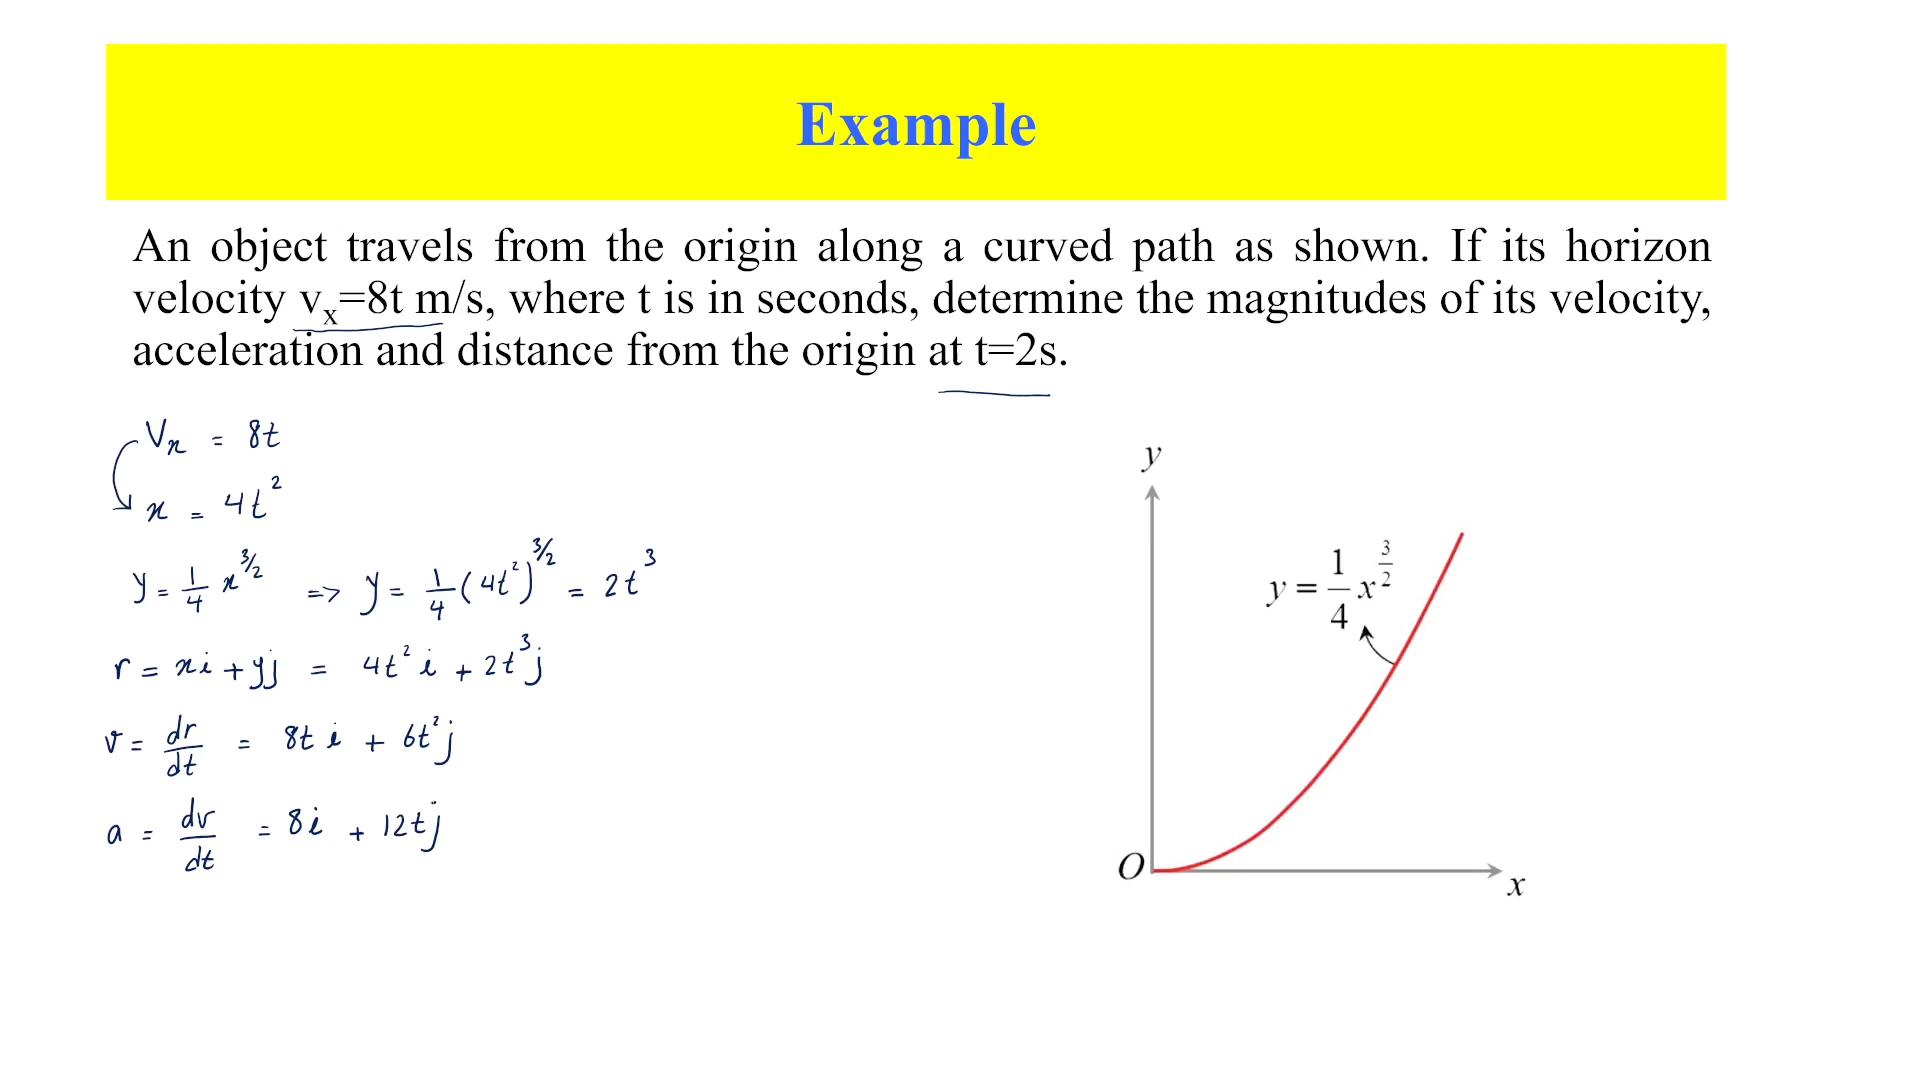 Example
An object travels from the origin along a curved path as shown. If its horizon
velocity vₓ=8t m/s, where t is in seconds, determine the magnitudes of its velocity,
acceleration and distance from the origin at t=2s.
Vₓ = 8t
x = 4t²
y = 1/4 x^3/2 => y = 1/4 (4t²)^3/2 = 2t³
r = xi + yj = 4t² i + 2t³ j
v = dr/dt = 8t i + 6t² j
a = dv/dt = 8i + 12tj
y
y = 1/4 x^3/2
O
x